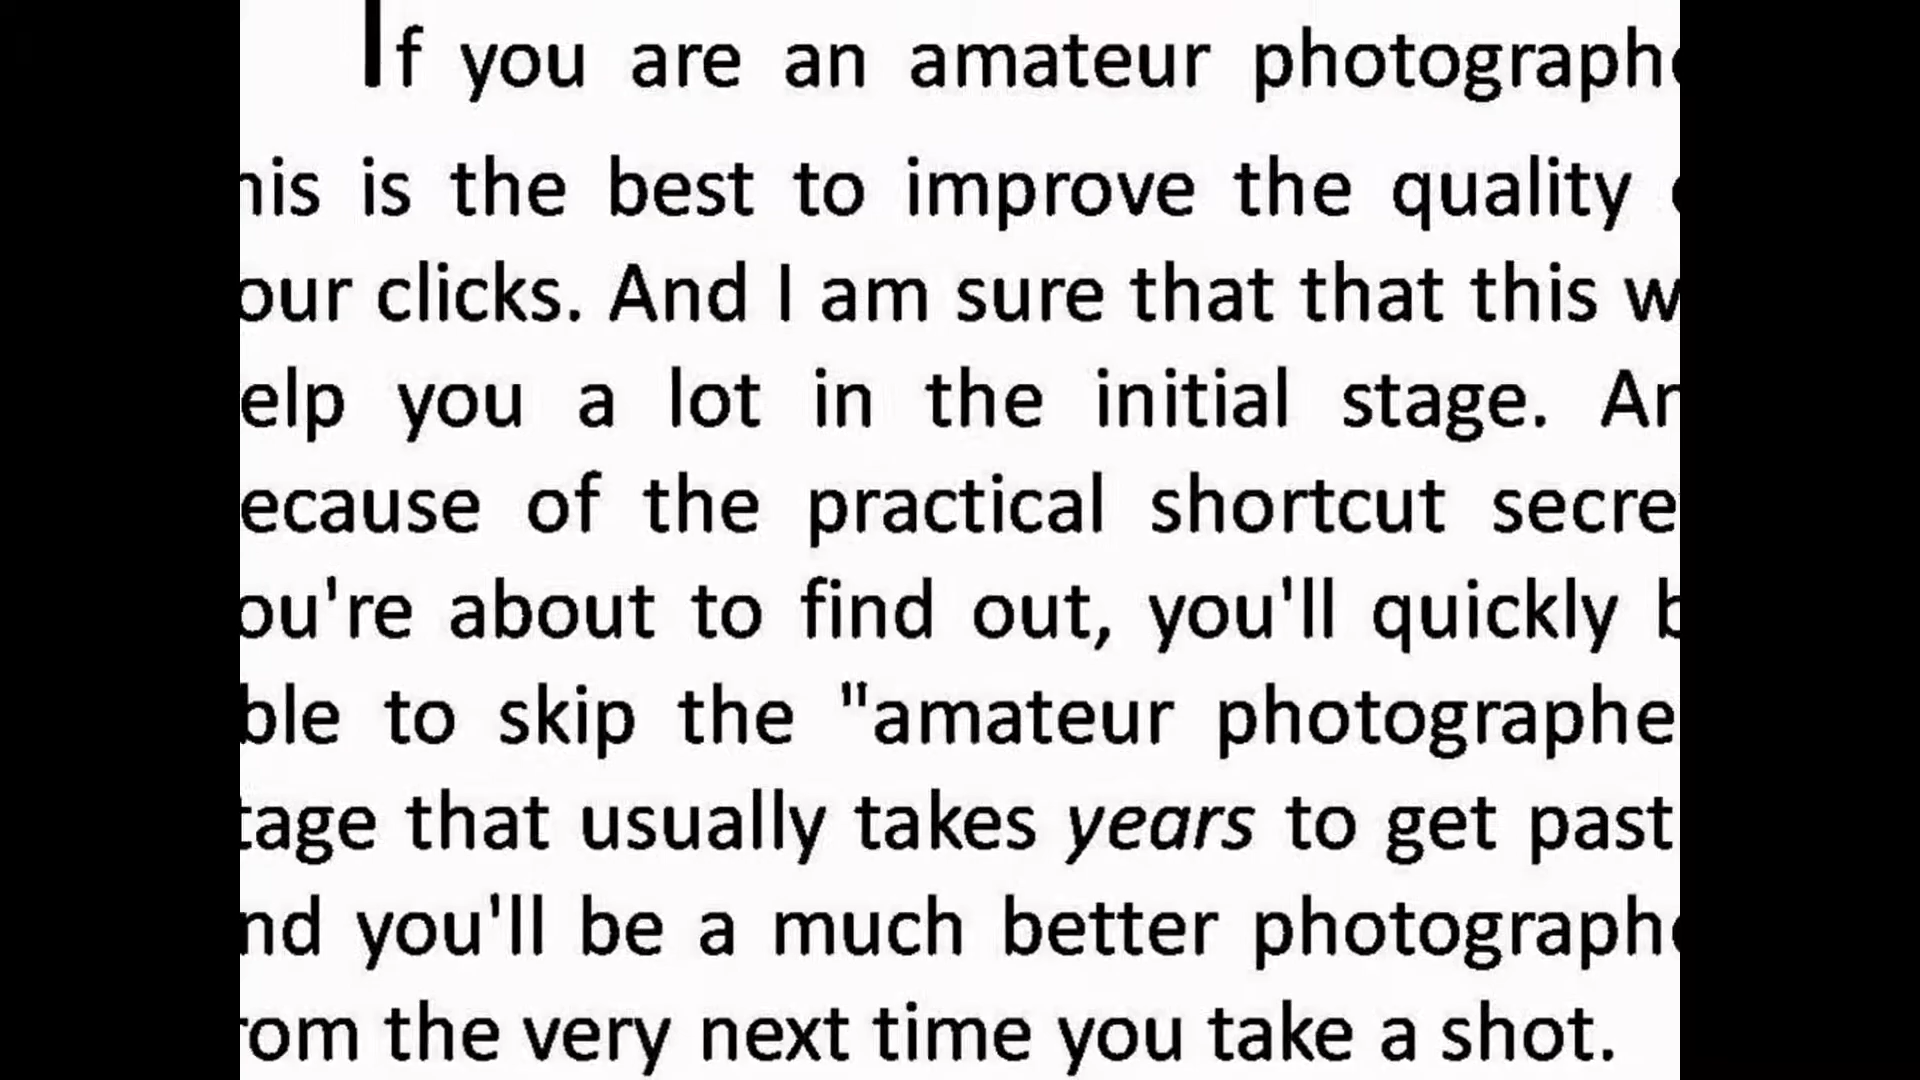 If you are an amateur photographe
his is the best to improve the quality
our clicks. And I am sure that that this w
elp you a lot in the initial stage. An
ecause of the practical shortcut secre
ou're about to find out, you'll quickly b
ble to skip the "amateur photographe
tage that usually takes years to get past
nd you'll be a much better photographe
rom the very next time you take a shot.